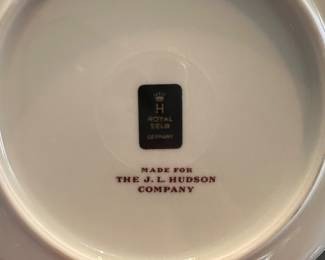 H
ROYAL
SELB
GERMANY
MADE FOR
THE J. L. HUDSON
COMPANY